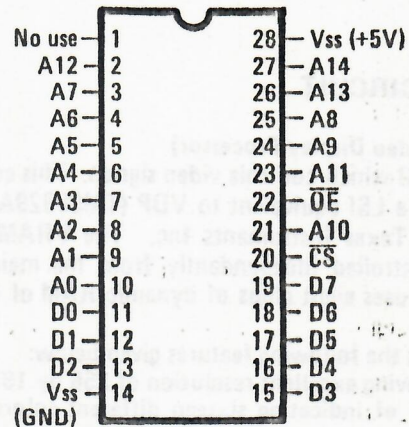 No use 1 28 Vss (+5V)
A12 2 27 A14
A7 3 26 A13
A6 4 25 A8
A5 5 24 A9
A4 6 23 A11
A3 7 22 O̅E̅
A2 8 21 A10
A1 9 20 C̅S̅
A0 10 19 D7
D0 11 18 D6
D1 12 17 D5
D2 13 16 D4
Vss 14 15 D3
(GND)